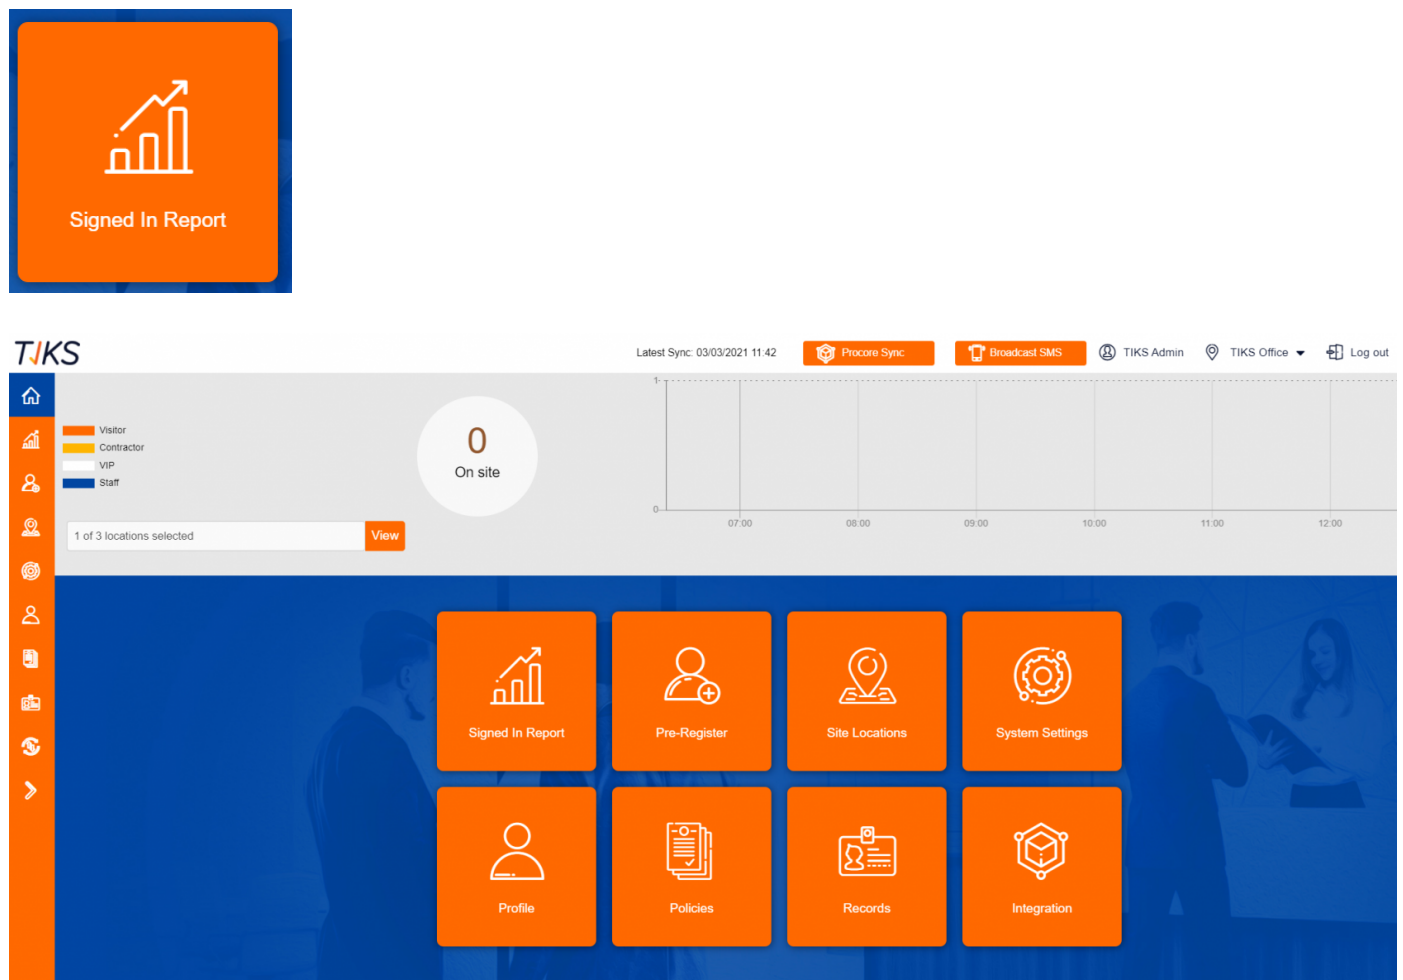 Signed In Report
TIKS
Latest Sync: 03/03/2021 11:42
Procore Sync
Broadcast SMS
TIKS Admin
TIKS Office
Log out
Visitor
Contractor
VIP
Staff
0
On site
1 of 3 locations selected
View
1
0
07:00
08:00
09:00
10:00
11:00
12:00
Signed In Report
Pre-Register
Site Locations
System Settings
Profile
Policies
Records
Integration